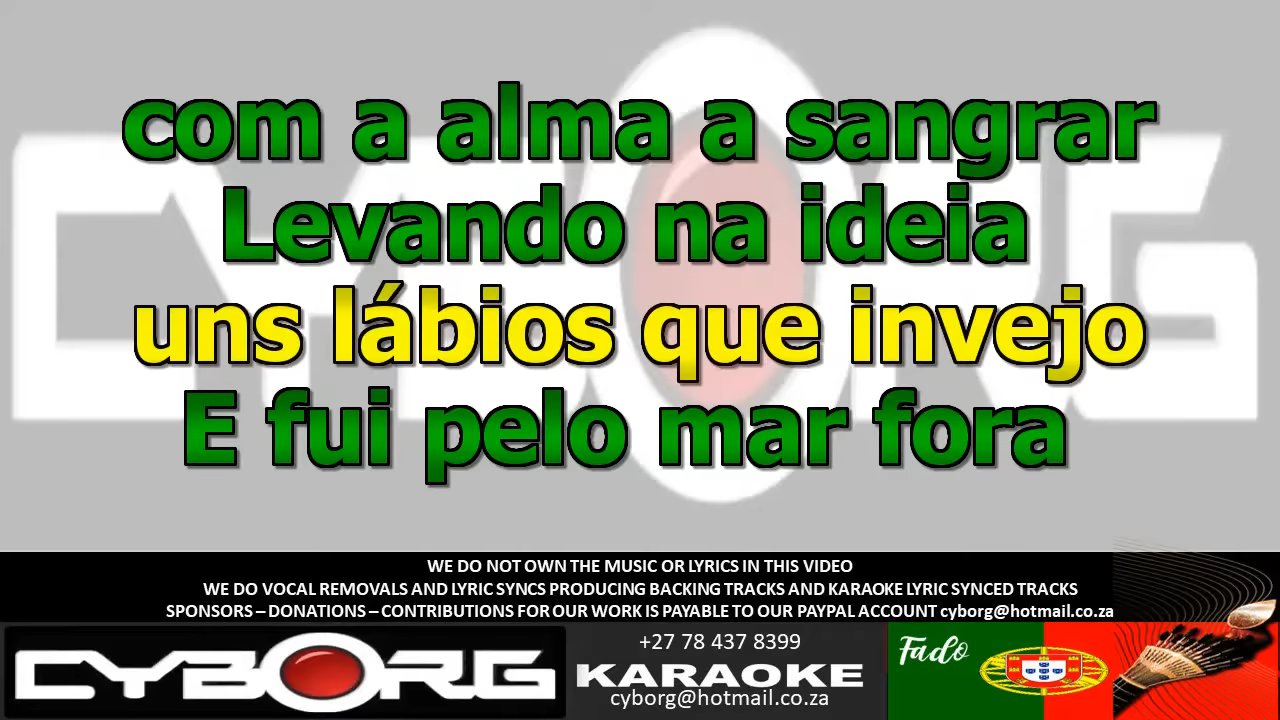 com a alma a sangrar
Levando na ideia
uns lábios que invejo
E fui pelo mar fora
WE DO NOT OWN THE MUSIC OR LYRICS IN THIS VIDEO
WE DO VOCAL REMOVALS AND LYRIC SYNCS PRODUCING BACKING TRACKS AND KARAOKE LYRIC SYNCED TRACKS
SPONSORS – DONATIONS – CONTRIBUTIONS FOR OUR WORK IS PAYABLE TO OUR PAYPAL ACCOUNT cyborg@hotmail.co.za
CYBORG
+27 78 437 8399
KARAOKE
cyborg@hotmail.co.za
Fado
CYBORG